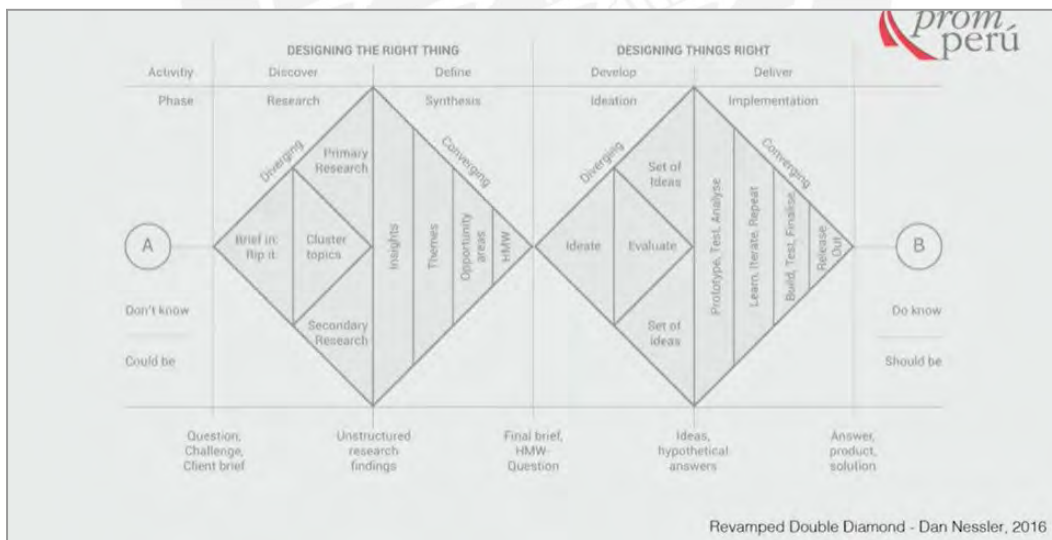 prom
perú
DESIGNING THE RIGHT THING
DESIGNING THINGS RIGHT
Activitiy
Discover
Define
Develop
Deliver
Phase
Research
Synthesis
Ideation
Implementation
Diverging
Primary
Research
Converging
Diverging
Set of
Ideas
Converging
A
Brief in:
Rip it
Cluster
topics
Insights
Themes
Opportunity
areas
HMW
Ideate
Evaluate
Prototype, Test, Analyse
Learn, Iterate, Repeat
Build, Test, Finalise,
Release,
Out
B
Don't know
Could be
Secondary
Research
Set of
Ideas
Do know
Should be
Question,
Challenge,
Client brief
Unstructured
research
findings
Final brief,
HMW-
Question
Ideas,
hypothetical
answers
Answer,
product,
solution
Revamped Double Diamond - Dan Nessler, 2016